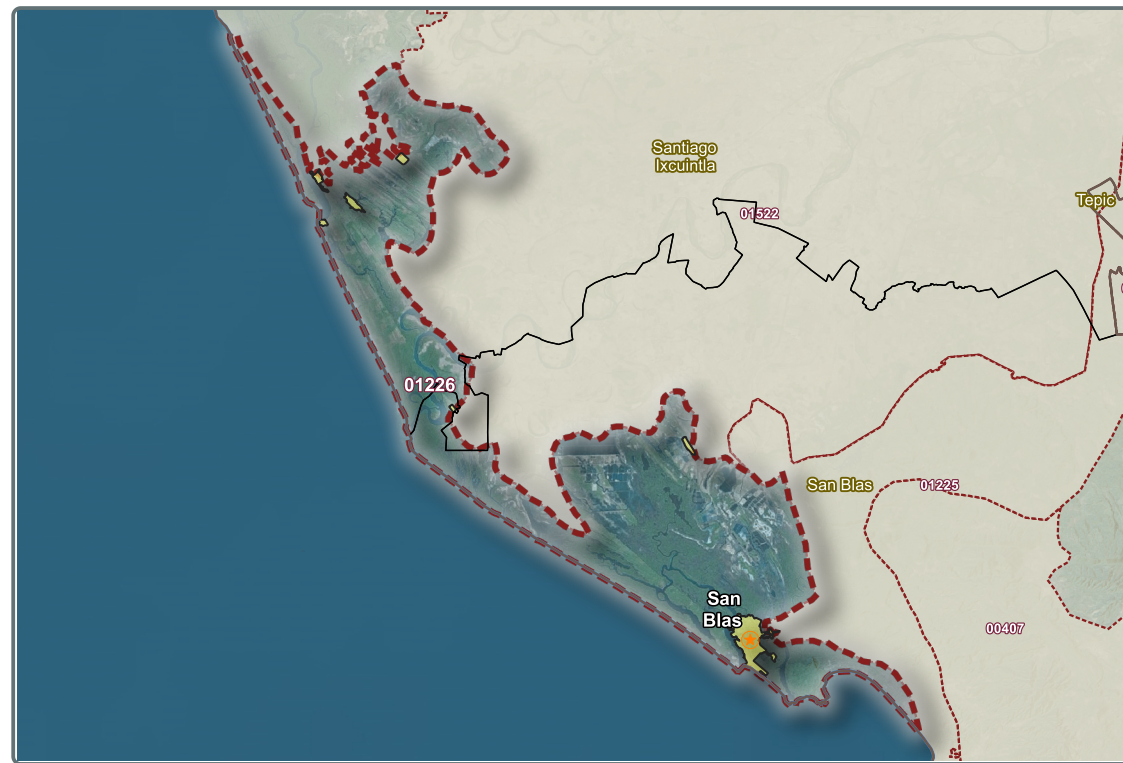 Santiago
Ixcuintla
Tepic
01522
01226
San Blas
01225
San
Blas
00407